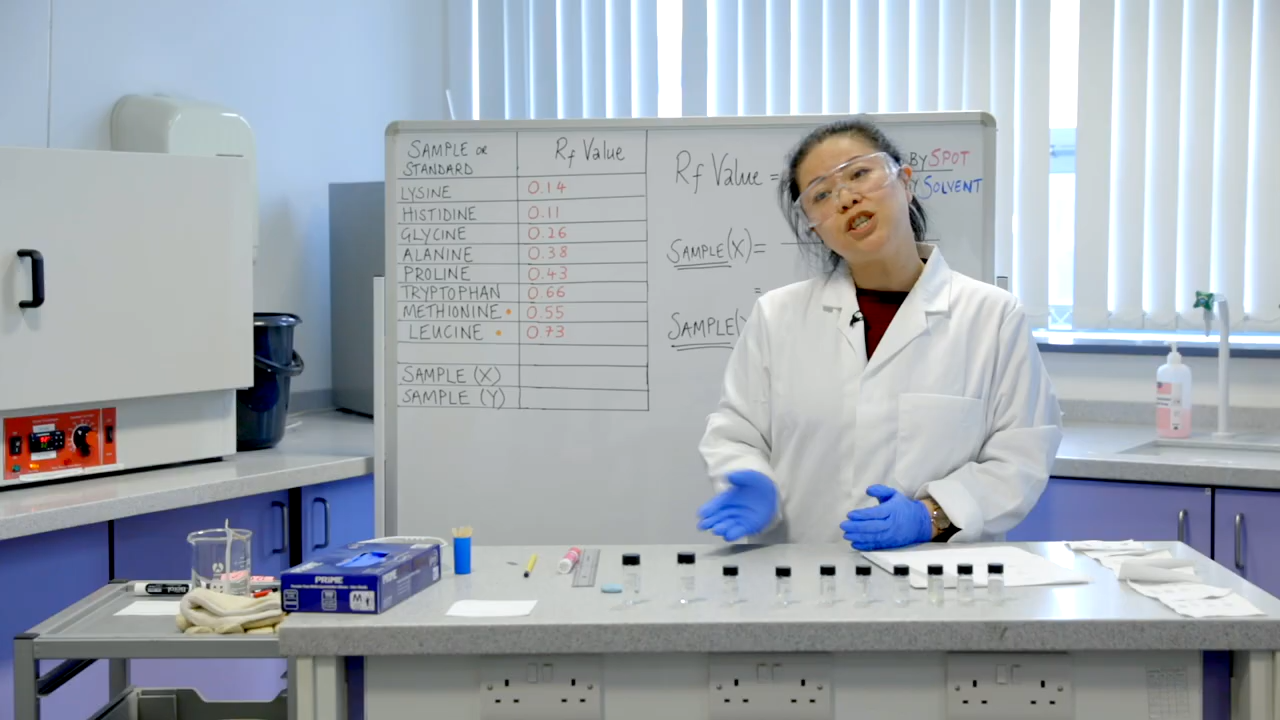 SAMPLE or STANDARD
Rf Value
LYSINE 0.14
HISTIDINE 0.11
GLYCINE 0.26
ALANINE 0.38
PROLINE 0.43
TRYPTOPHAN 0.66
METHIONINE 0.55
LEUCINE 0.73
SAMPLE (X)
SAMPLE (Y)
Rf Value =
BY SPOT
Y SOLVENT
SAMPLE (X) =
=
SAMPLE (
PRIME
M